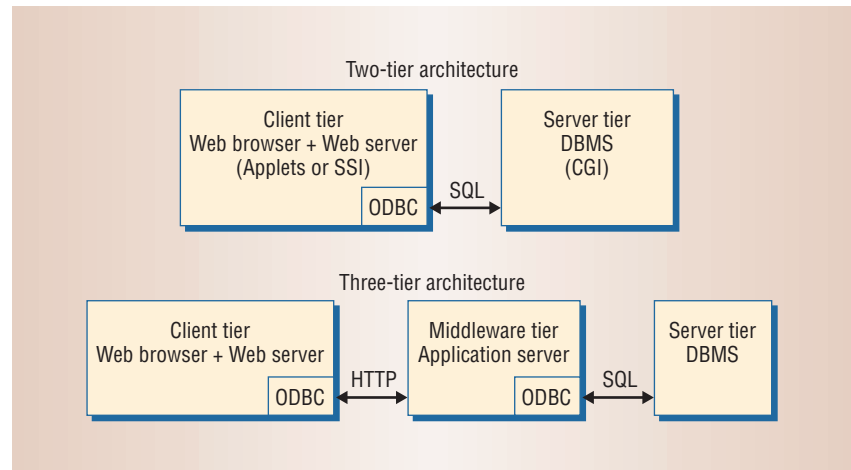 Two-tier architecture
Client tier
Web browser + Web server
(Applets or SSI)
ODBC
SQL
Server tier
DBMS
(CGI)
Three-tier architecture
Client tier
Web browser + Web server
ODBC
HTTP
Middleware tier
Application server
ODBC
SQL
Server tier
DBMS